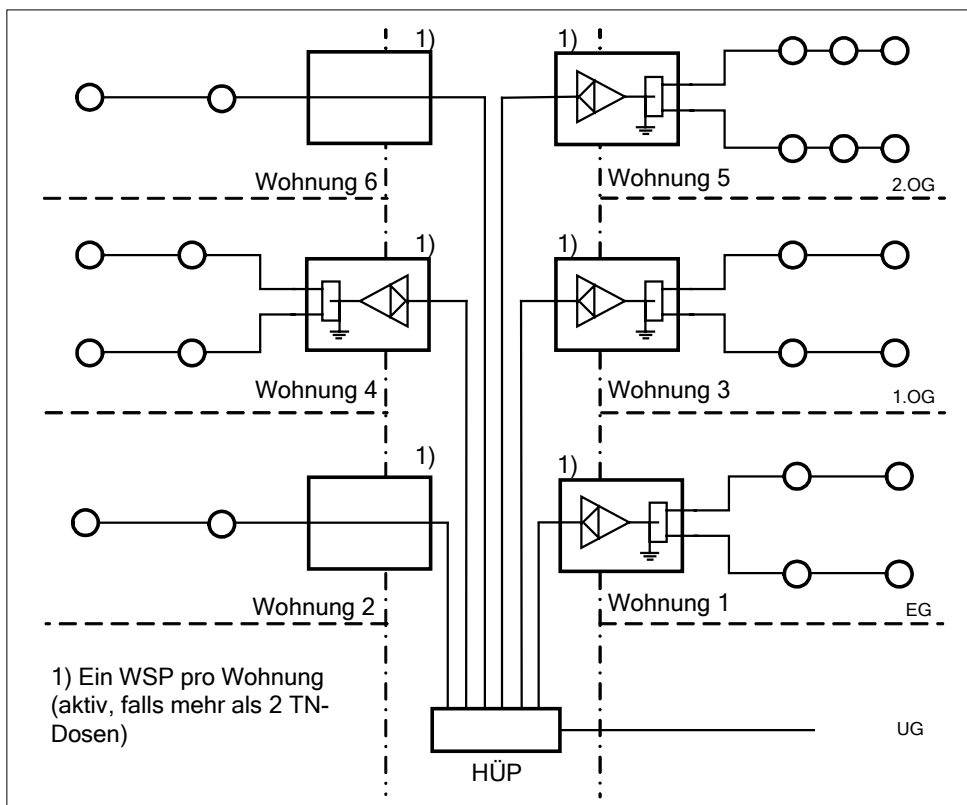 1)
1)
Wohnung 6
Wohnung 5
2.OG
1)
1)
Wohnung 4
Wohnung 3
1.OG
1)
1)
Wohnung 2
Wohnung 1
EG
1) Ein WSP pro Wohnung
(aktiv, falls mehr als 2 TN-
Dosen)
UG
HÜP